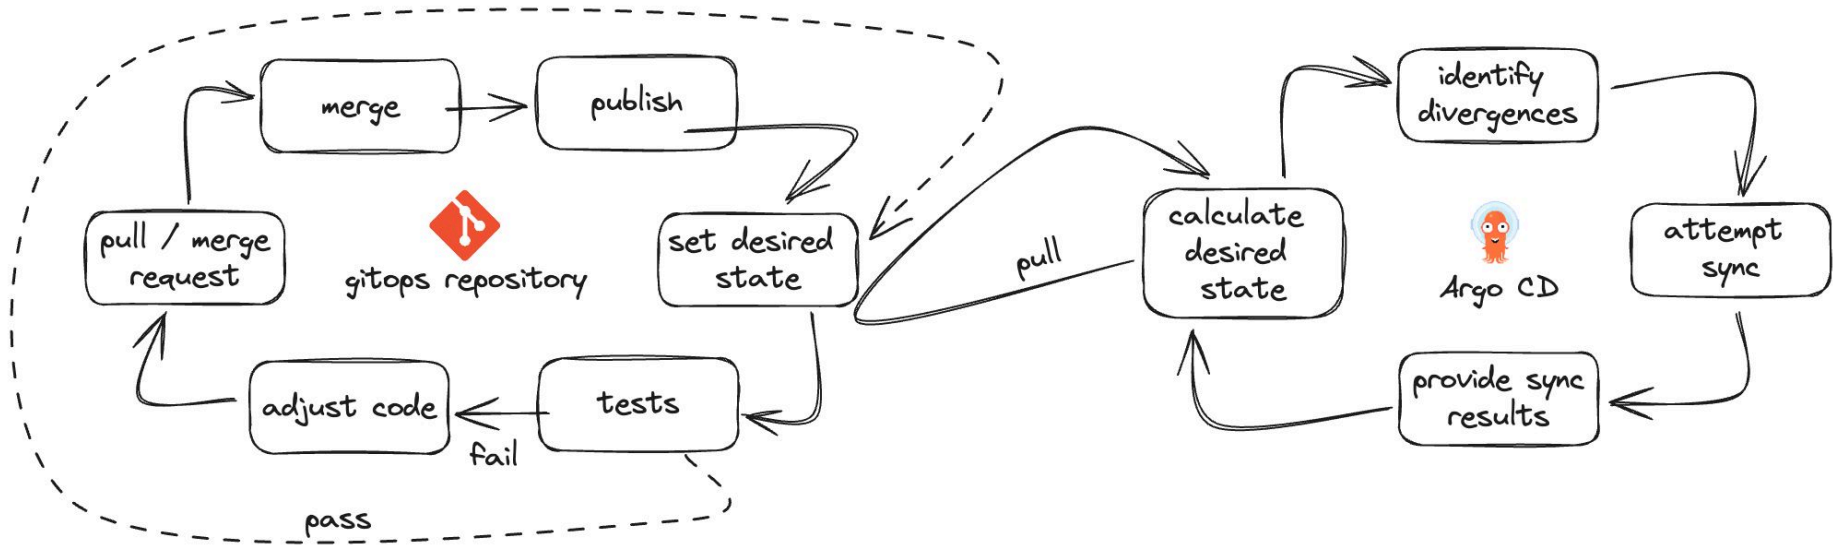 merge
publish
pull / merge
request
gitops repository
set desired
state
adjust code
fail
tests
pass
pull
identify
divergences
calculate
desired
state
Argo CD
attempt
sync
provide sync
results